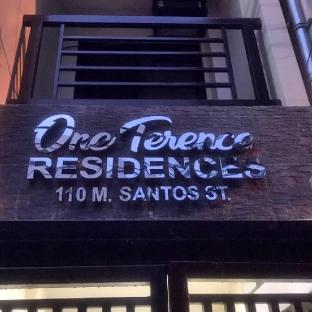 One Terence
RESIDENCES
110 M. SANTOS ST.